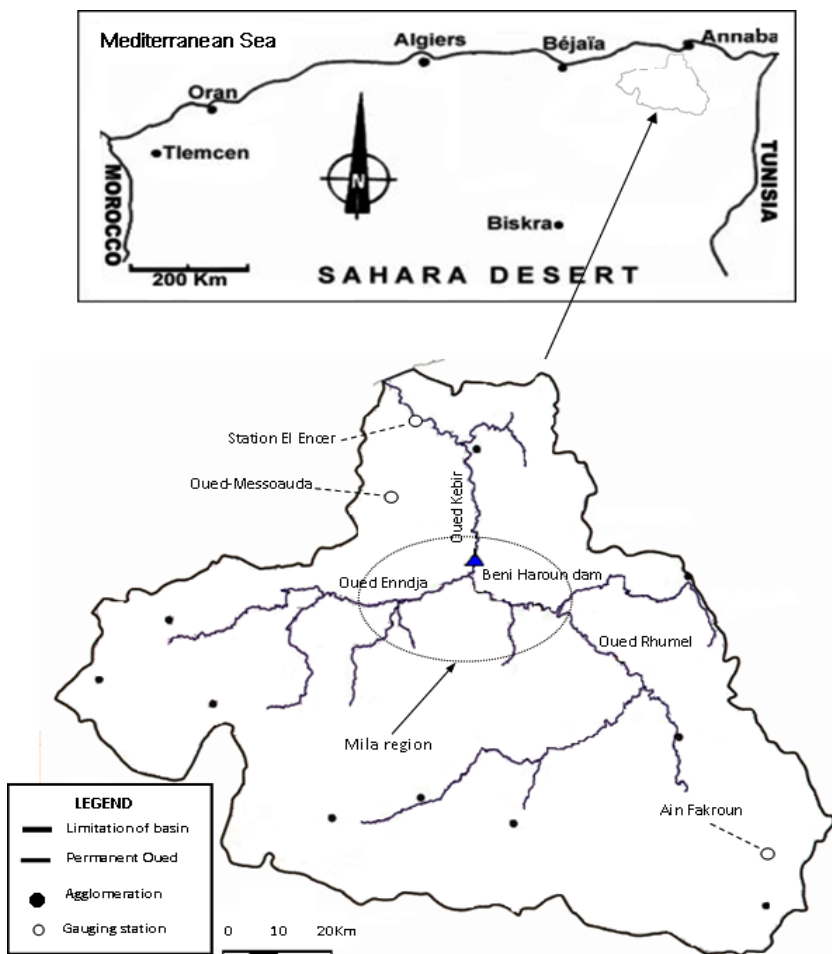 Mediterranean Sea
Algiers
Béjaïa
Annaba
Oran
Tlemcen
MOROCCO
N
TUNISIA
Biskra
200 Km
SAHARA DESERT
Station El Encer
Oued-Messoauda
Oued Kebir
Oued Enndja
Beni Haroun dam
Oued Rhumel
Mila region
Ain Fakroun
LEGEND
Limitation of basin
Permanent Oued
Agglomeration
Gauging station
0 10 20Km